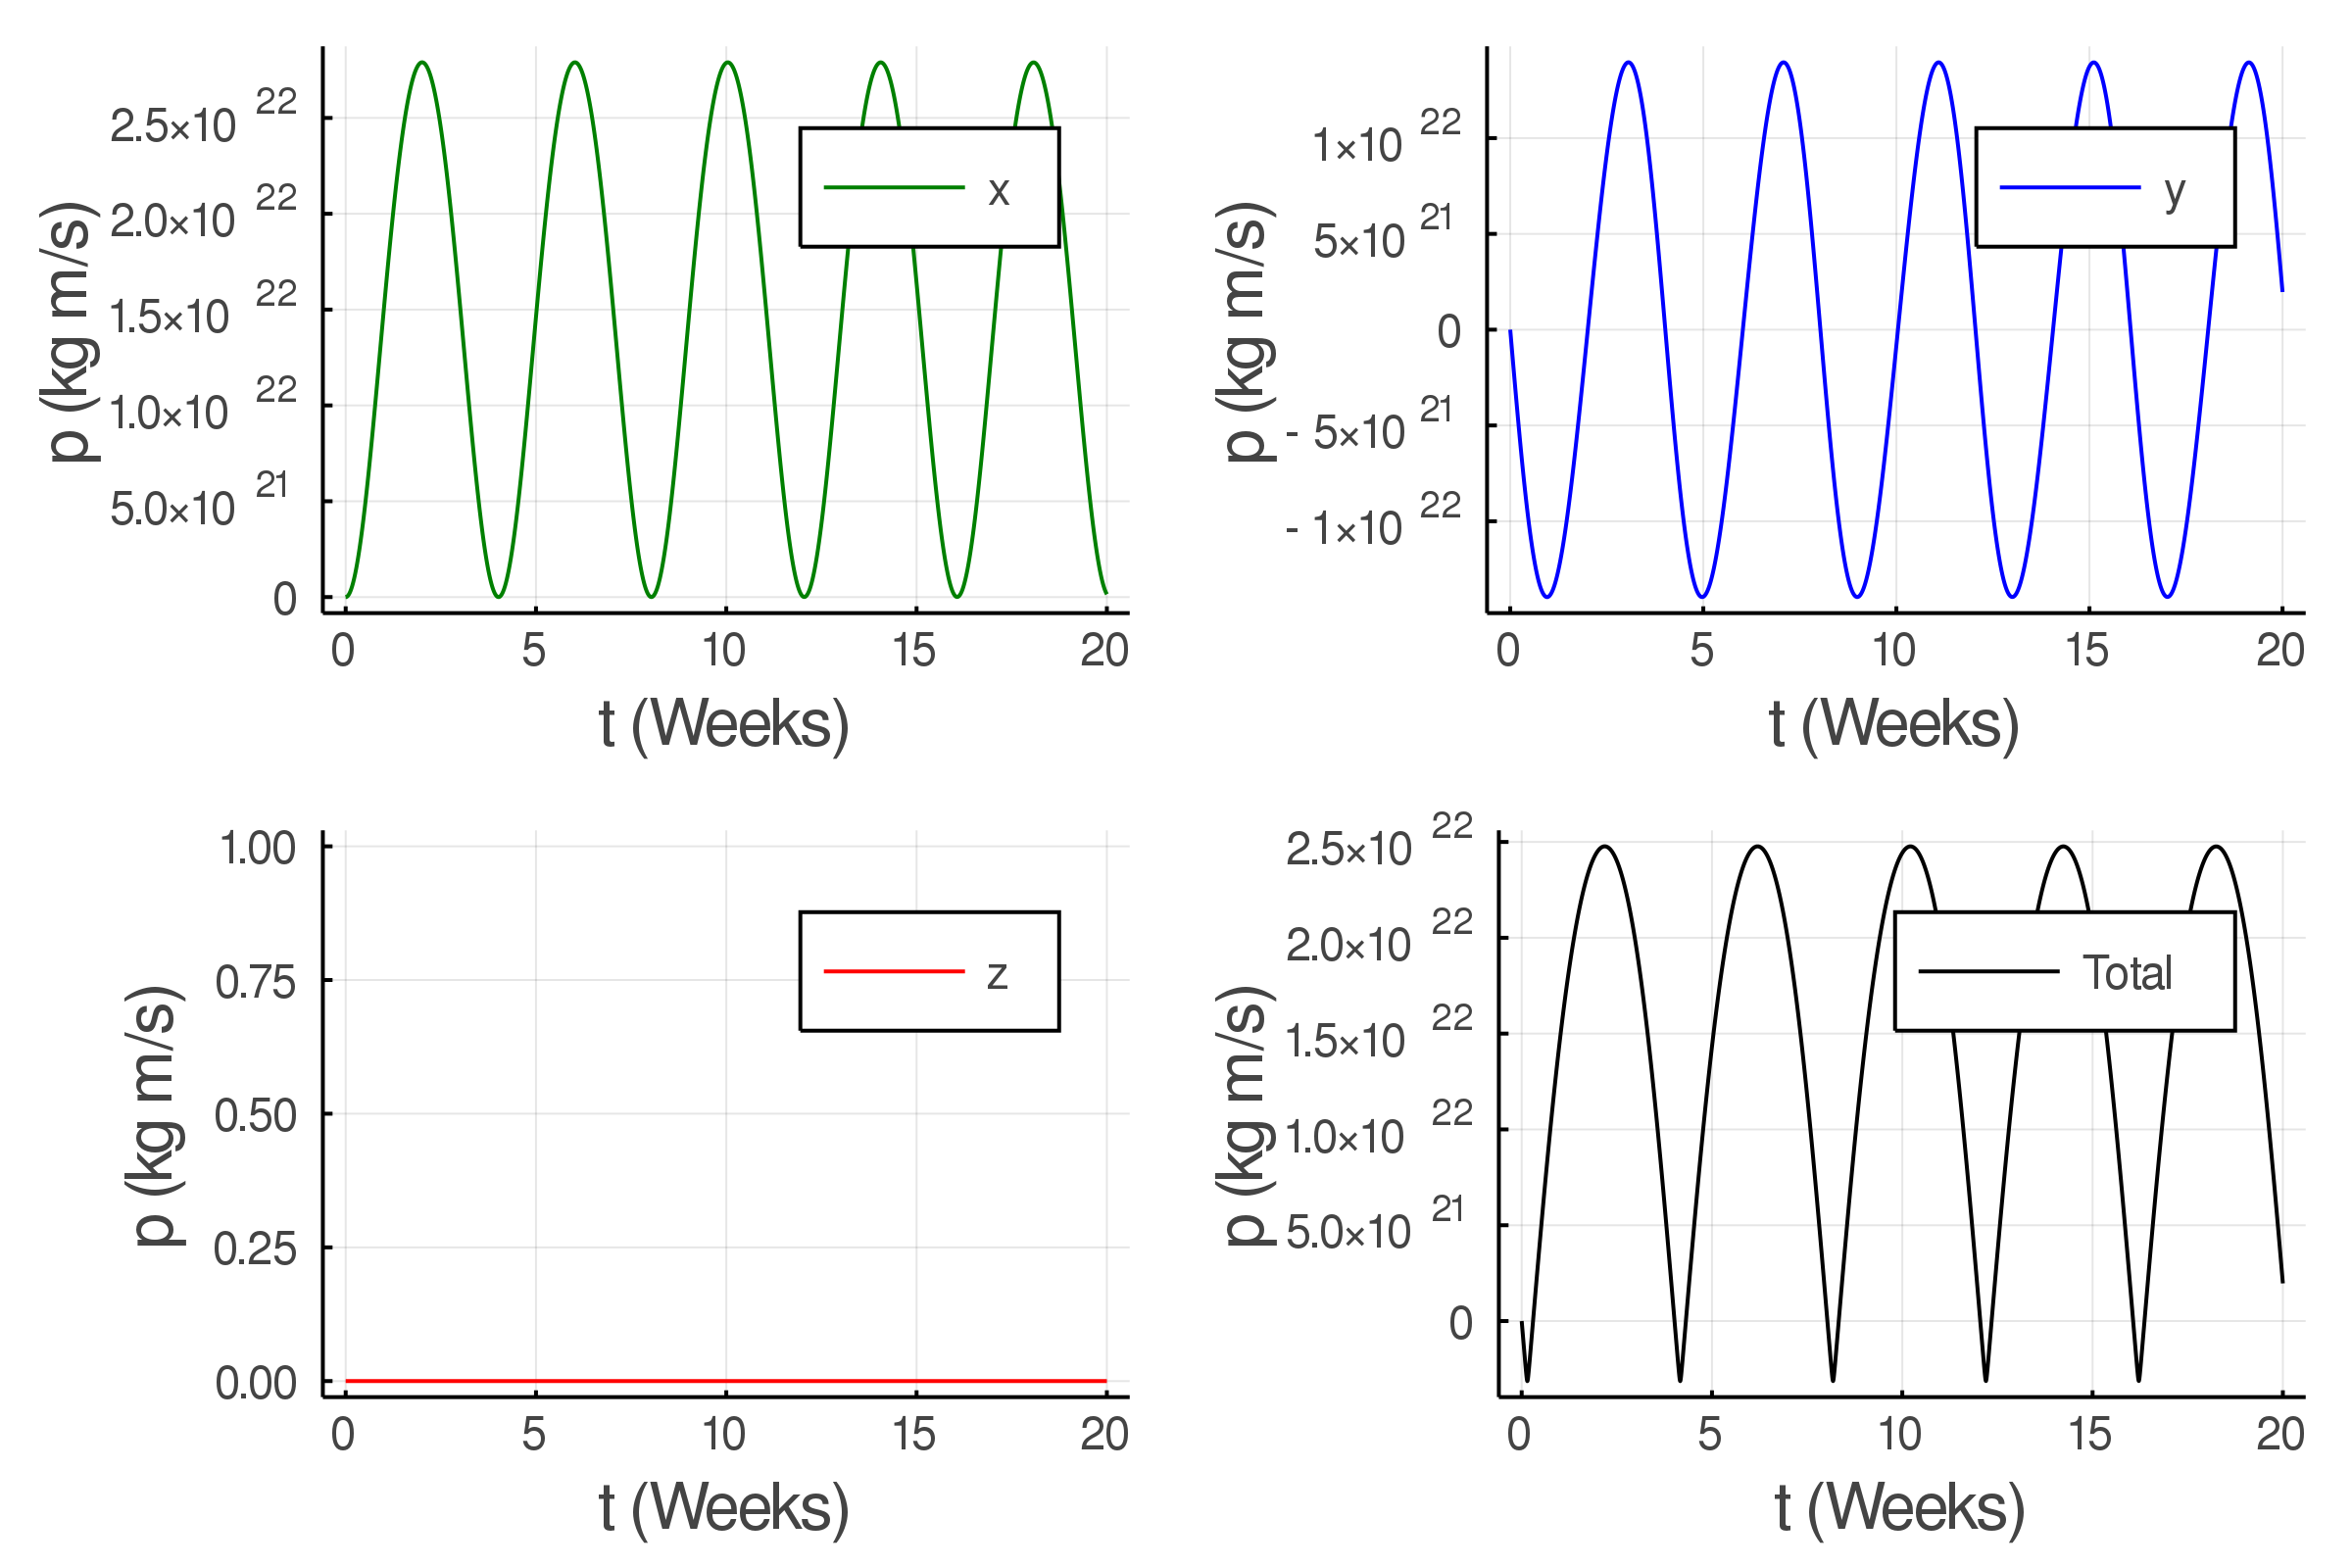 2.5×10^22
2.0×10^22
1.5×10^22
1.0×10^22
5.0×10^21
0
p (kg m/s)
x
0 5 10 15 20
t (Weeks)
1×10^22
5×10^21
0
- 5×10^21
- 1×10^22
p (kg m/s)
y
0 5 10 15 20
t (Weeks)
1.00
0.75
0.50
0.25
0.00
p (kg m/s)
z
0 5 10 15 20
t (Weeks)
2.5×10^22
2.0×10^22
1.5×10^22
1.0×10^22
5.0×10^21
0
p (kg m/s)
Total
0 5 10 15 20
t (Weeks)